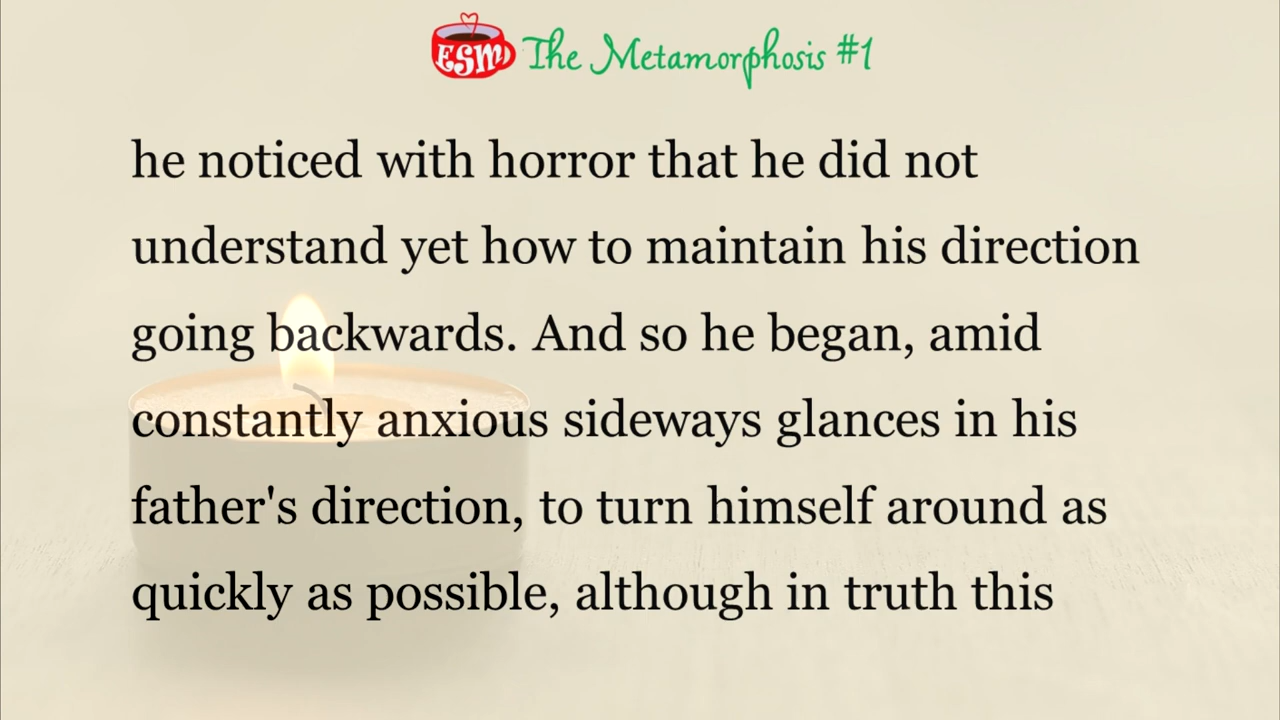 ESM The Metamorphosis #1
he noticed with horror that he did not
understand yet how to maintain his direction
going backwards. And so he began, amid
constantly anxious sideways glances in his
father's direction, to turn himself around as
quickly as possible, although in truth this